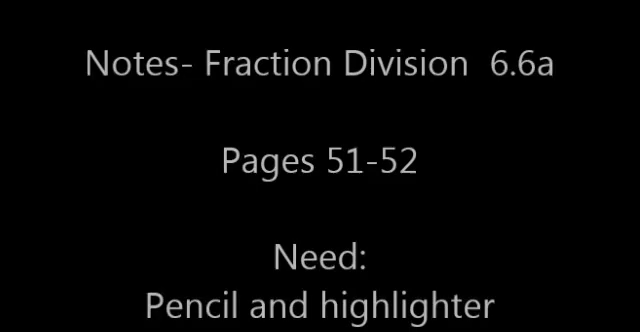 Notes- Fraction Division  6.6a
Pages 51-52
Need:
Pencil and highlighter